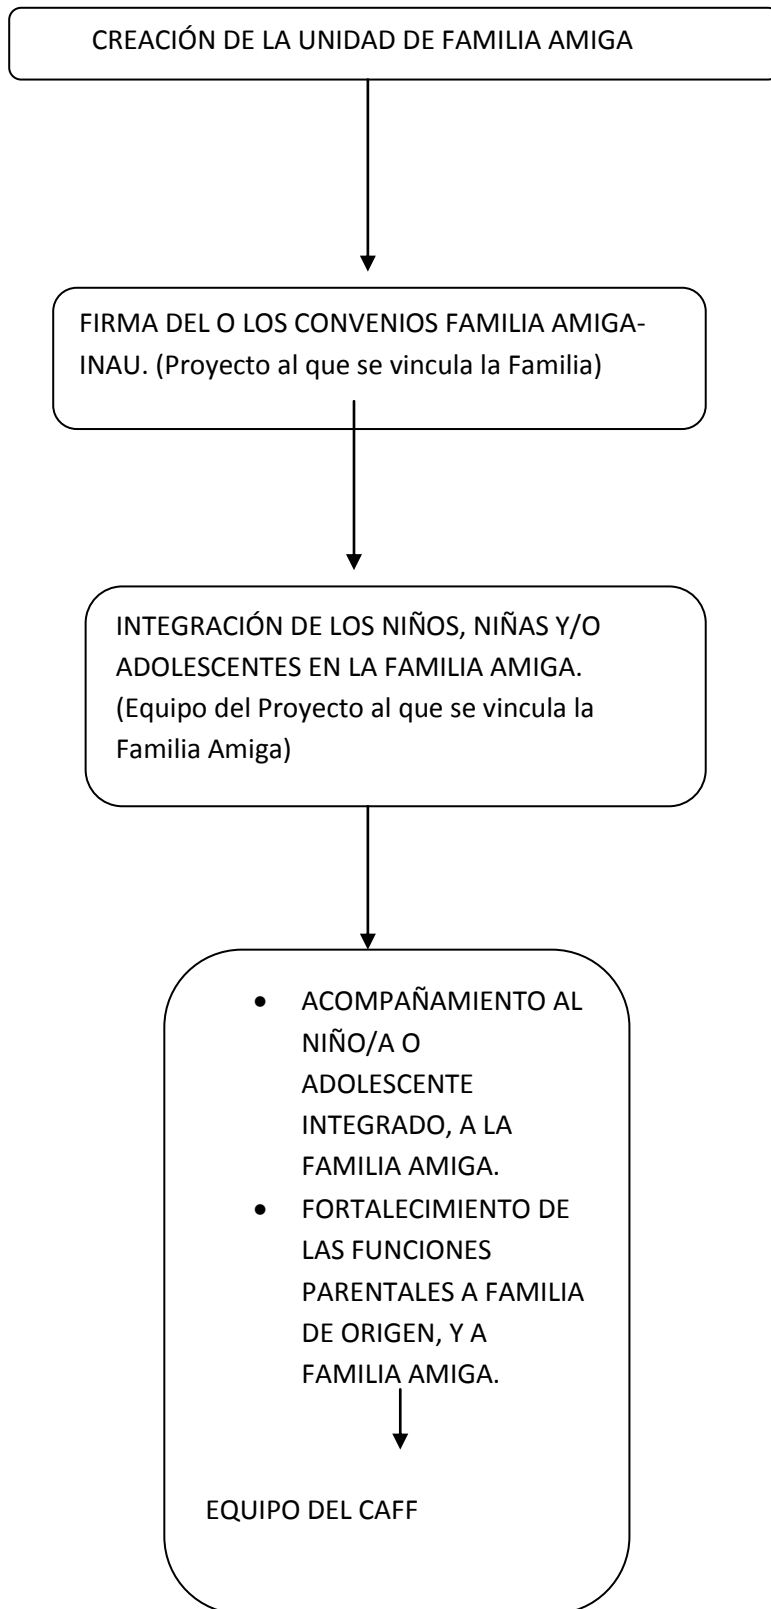 CREACIÓN DE LA UNIDAD DE FAMILIA AMIGA
FIRMA DEL O LOS CONVENIOS FAMILIA AMIGA-
INAU. (Proyecto al que se vincula la Familia)
INTEGRACIÓN DE LOS NIÑOS, NIÑAS Y/O
ADOLESCENTES EN LA FAMILIA AMIGA.
(Equipo del Proyecto al que se vincula la
Familia Amiga)
• ACOMPAÑAMIENTO AL
NIÑO/A O
ADOLESCENTE
INTEGRADO, A LA
FAMILIA AMIGA.
• FORTALECIMIENTO DE
LAS FUNCIONES
PARENTALES A FAMILIA
DE ORIGEN, Y A
FAMILIA AMIGA.
EQUIPO DEL CAFF